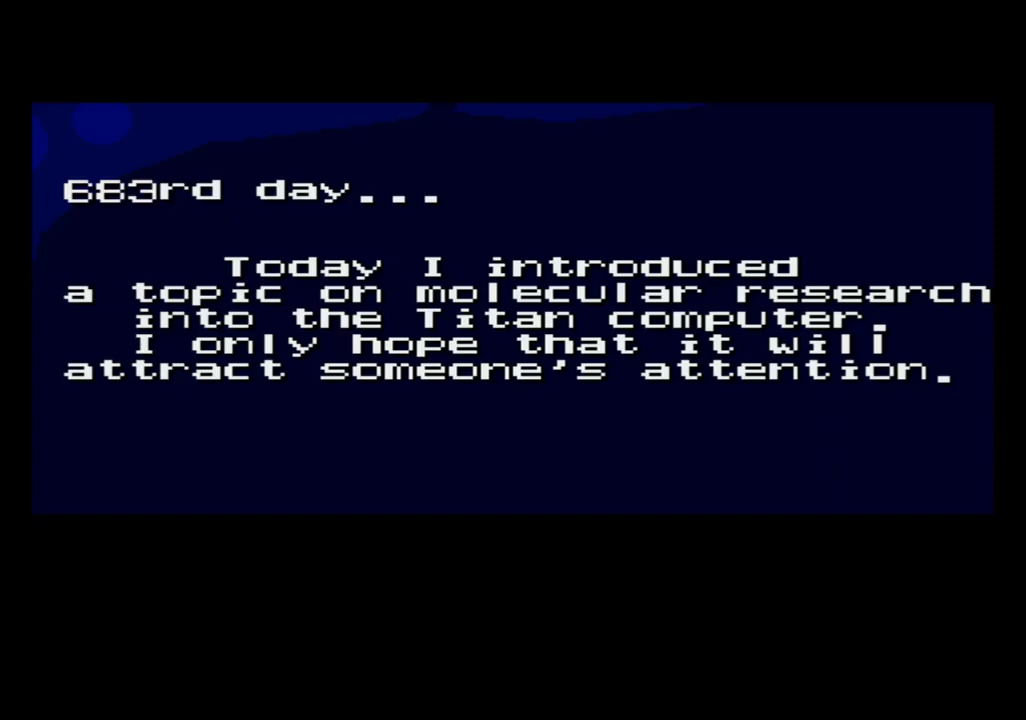 683rd day...
Today I introduced
a topic on molecular research
into the Titan computer.
I only hope that it will
attract someone's attention.